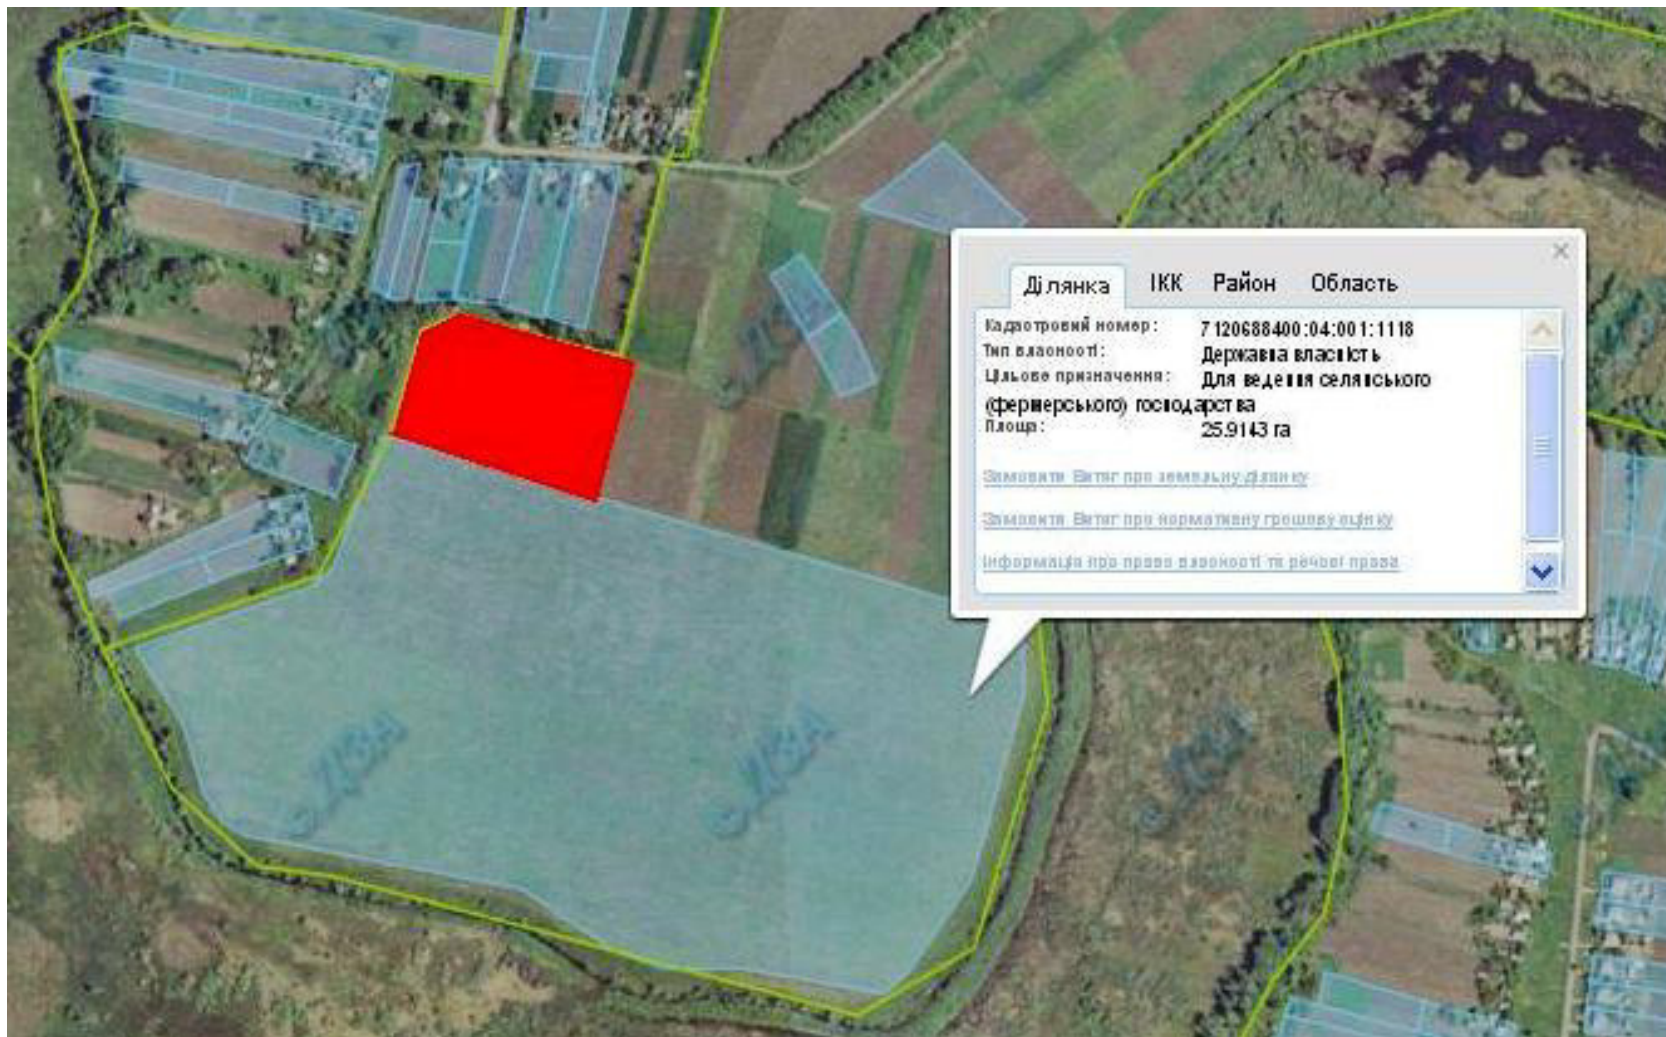 Ділянка ІКК Район Область
Кадастровий номер: 7120688400:04:001:1118
Тип власності: Державна власність
Цільове призначення: Для ведення селянського
(фермерського) господарства
Площа: 25.9143 га
Замовити Витяг про земельну ділянку
Замовити Витяг про нормативну грошову оцінку
Інформація про право власності та речові права